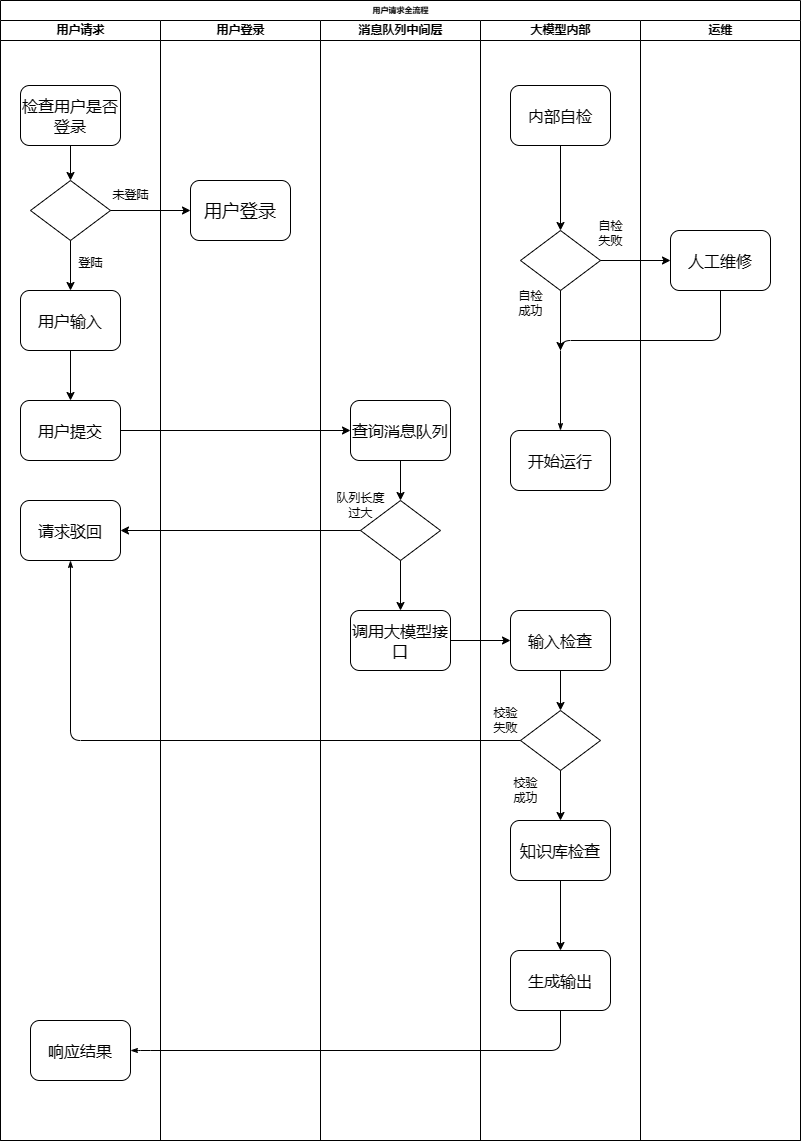 用户请求全流程
用户请求
用户登录
消息队列中间层
大模型内部
运维
检查用户是否
登录
内部自检
未登陆
用户登录
自检
失败
人工维修
登陆
自检
成功
用户输入
用户提交
查询消息队列
开始运行
队列长度
过大
请求驳回
调用大模型接
口
输入检查
校验
失败
校验
成功
知识库检查
生成输出
响应结果